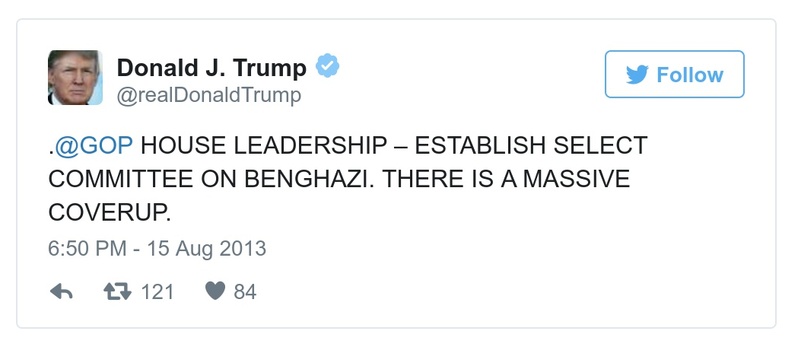 Donald J. Trump
@realDonaldTrump
Follow
.@GOP HOUSE LEADERSHIP – ESTABLISH SELECT
COMMITTEE ON BENGHAZI. THERE IS A MASSIVE
COVERUP.
6:50 PM - 15 Aug 2013
121 84